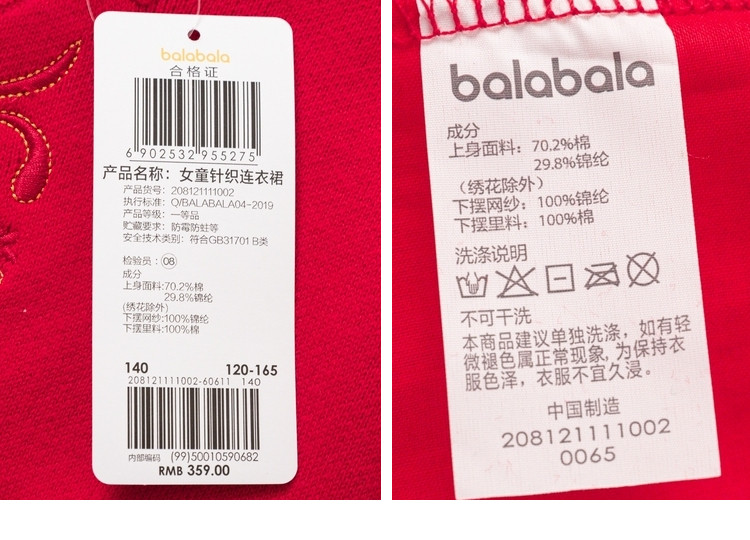 balabala
合格证
6 902532 955275
产品名称：女童针织连衣裙
产品货号：208121111002
执行标准：Q/BALABALA04-2019
产品等级：一等品
贮藏要求：防霉防蛀等
安全技术类别：符合GB31701 B类
检验员：08
成分
上身面料:70.2%棉
29.8%锦纶
(绣花除外)
下摆网纱:100%锦纶
下摆里料:100%棉
140 120-165
208121111002-60611 140
内部编码 (99)50010590682
RMB 359.00
balabala
成分
上身面料：70.2%棉
29.8%锦纶
（绣花除外）
下摆网纱：100%锦纶
下摆里料：100%棉
洗涤说明
不可干洗
本商品建议单独洗涤，如有轻
微褪色属正常现象，为保持衣
服色泽，衣服不宜久浸。
中国制造
208121111002
0065